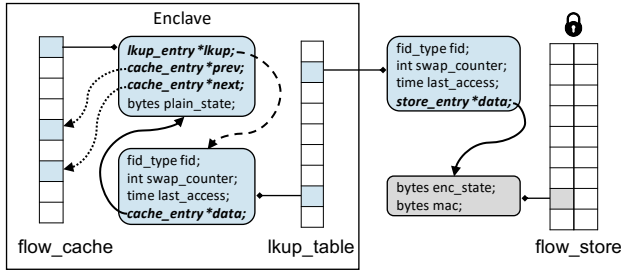 Enclave
lkup_entry *lkup;
cache_entry *prev;
cache_entry *next;
bytes plain_state;
fid_type fid;
int swap_counter;
time last_access;
cache_entry *data;
fid_type fid;
int swap_counter;
time last_access;
store_entry *data;
bytes enc_state;
bytes mac;
flow_cache
lkup_table
flow_store